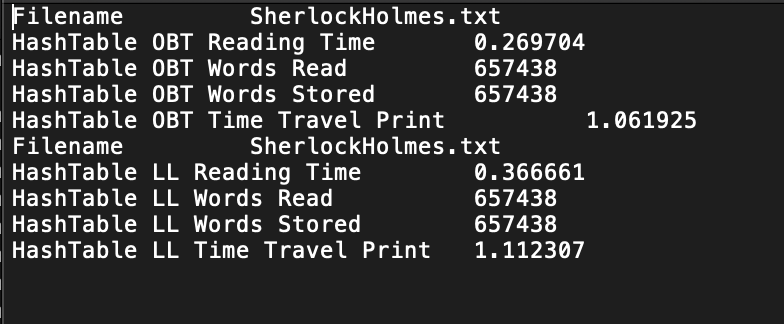 Filename SherlockHolmes.txt
HashTable OBT Reading Time 0.269704
HashTable OBT Words Read 657438
HashTable OBT Words Stored 657438
HashTable OBT Time Travel Print 1.061925
Filename SherlockHolmes.txt
HashTable LL Reading Time 0.366661
HashTable LL Words Read 657438
HashTable LL Words Stored 657438
HashTable LL Time Travel Print 1.112307